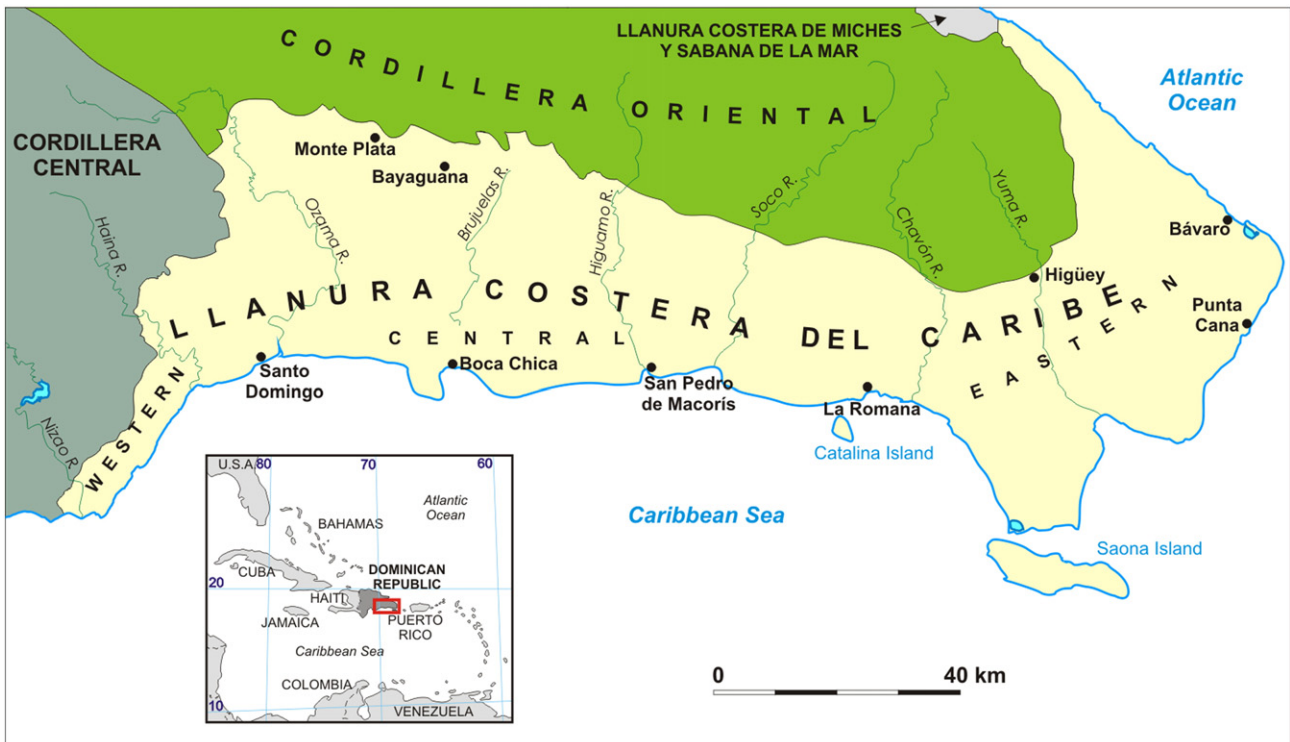 LLANURA COSTERA DE MICHES
Y SABANA DE LA MAR
CORDILLERA ORIENTAL
Atlantic
Ocean
CORDILLERA
CENTRAL
Monte Plata
Bayaguana
Haina R.
Ozama R.
Brujuelas R.
Higuamo R.
Soco R.
Chavón R.
Yuma R.
Bávaro
Higüey
Punta
Cana
LLANURA COSTERA DEL CARIBE
CENTRAL
EASTERN
WESTERN
Santo
Domingo
Boca Chica
San Pedro
de Macorís
La Romana
Catalina Island
Nizao R
Caribbean Sea
Saona Island
U.S.A.
80
70
60
Atlantic
Ocean
BAHAMAS
CUBA
DOMINICAN
REPUBLIC
20
HAITI
JAMAICA
PUERTO
RICO
Caribbean Sea
COLOMBIA
10
VENEZUELA
0
40 km